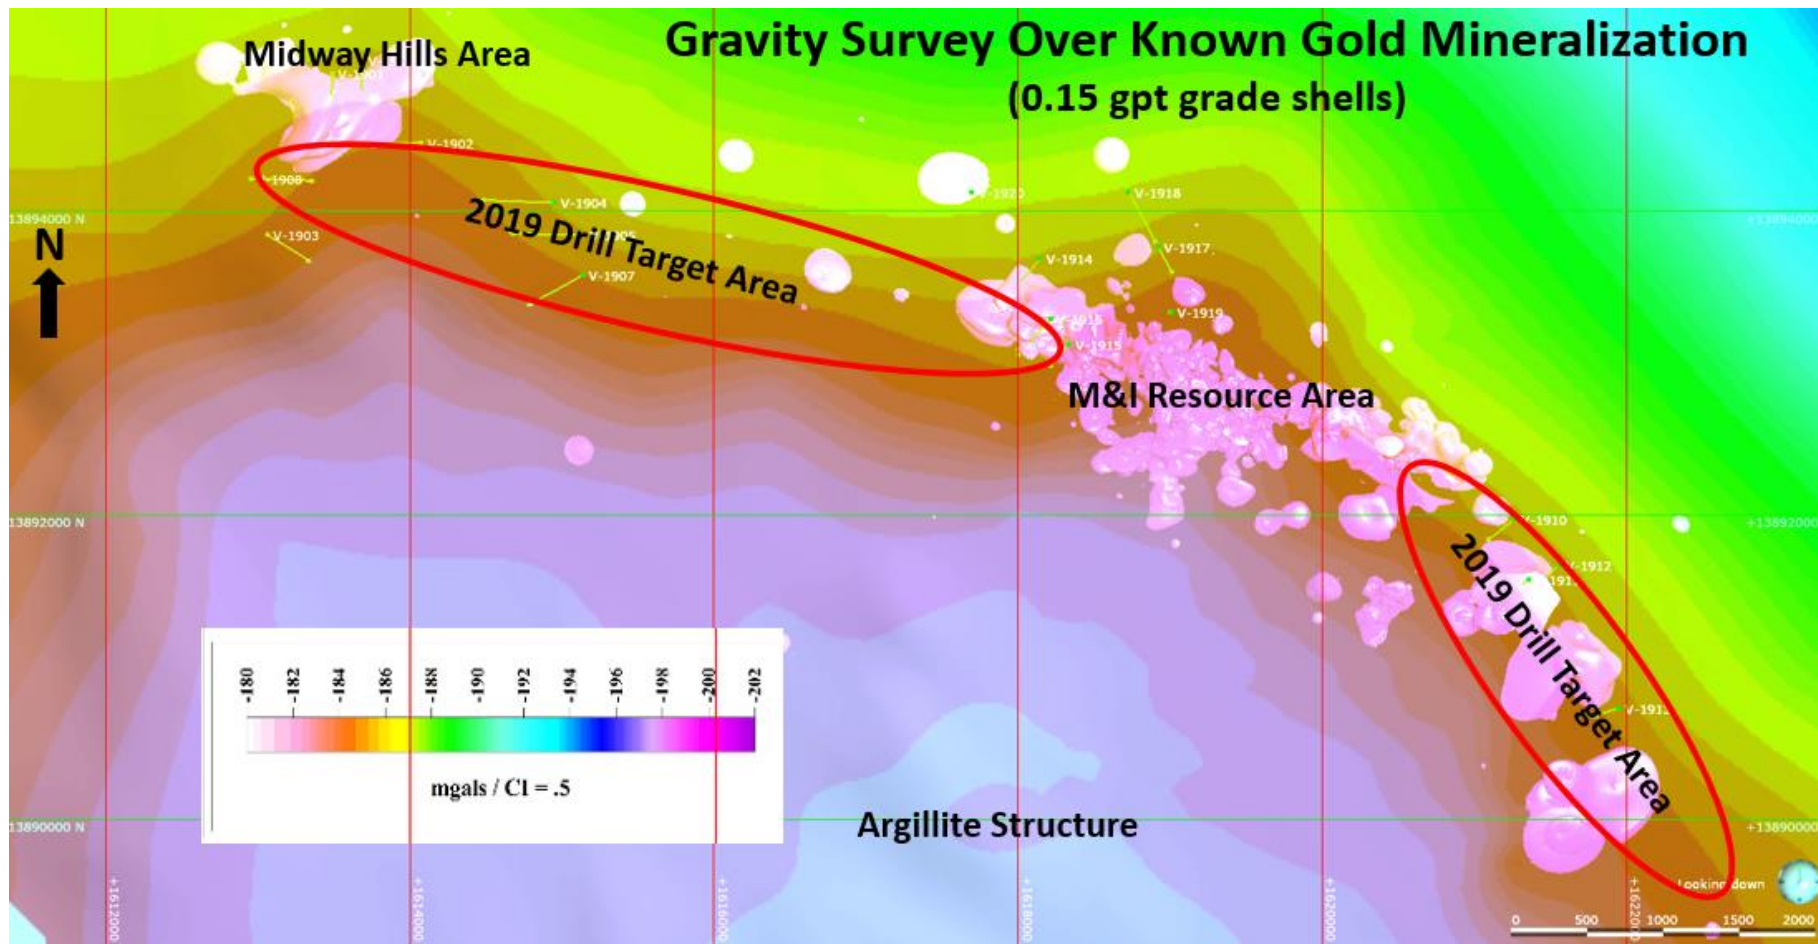 Gravity Survey Over Known Gold Mineralization
(0.15 gpt grade shells)
Midway Hills Area
V-1902
V-1903
V-1904
V-1907
2019 Drill Target Area
V-1918
V-1917
V-1914
V-1919
V-1915
13894000 N
+13894000
N
M&I Resource Area
13892000 N
+13892000
V-1910
V-1912
2019 Drill Target Area
-180
-182
-184
-186
-188
-190
-192
-194
-196
-198
-200
-202
mgals / CI = .5
Argillite Structure
13890000 N
+13890000
+1612000
+1614000
+1616000
+1618000
+1620000
Looking down
0 500 1000 1500 2000